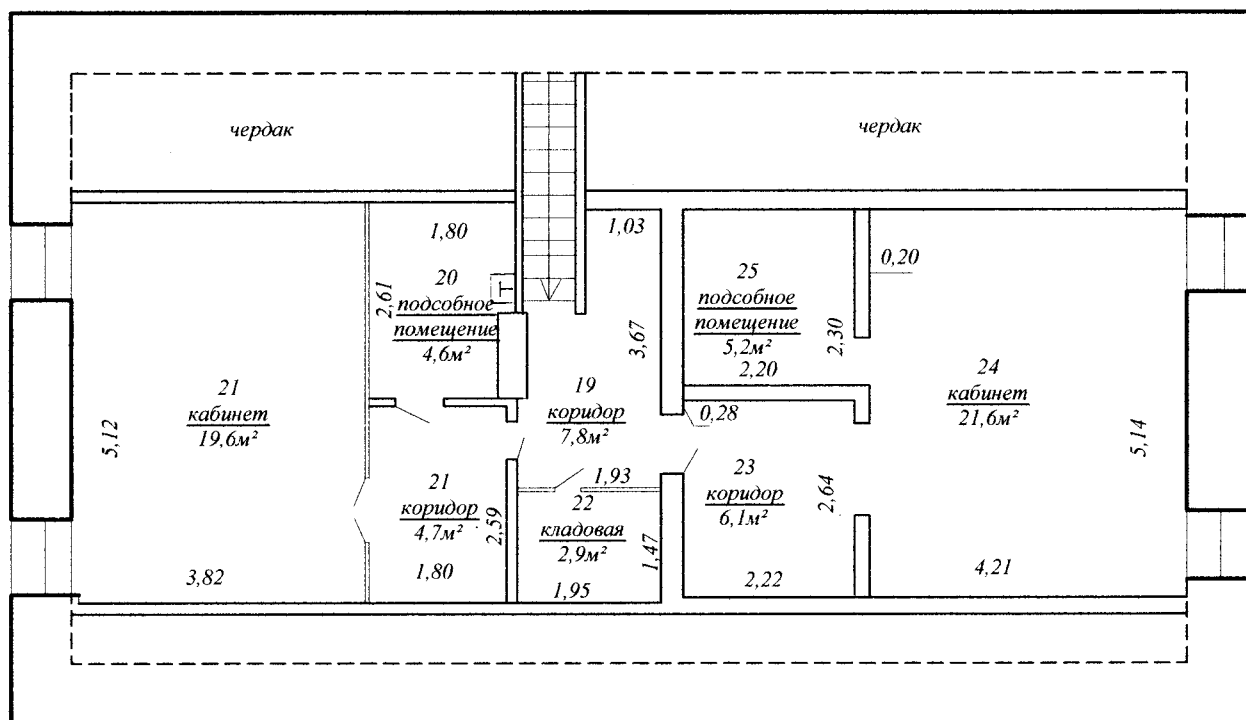 чердак
чердак
1,80
1,03
20
подсобное
помещение
4,6м²
2,61
Т
3,67
25
подсобное
помещение
5,2м²
2,20
2,30
0,20
21
кабинет
19,6м²
5,12
3,82
19
коридор
7,8м²
0,28
24
кабинет
21,6м²
5,14
4,21
21
коридор
4,7м²
2,59
1,80
1,93
22
кладовая
2,9м²
1,47
1,95
23
коридор
6,1м²
2,64
2,22